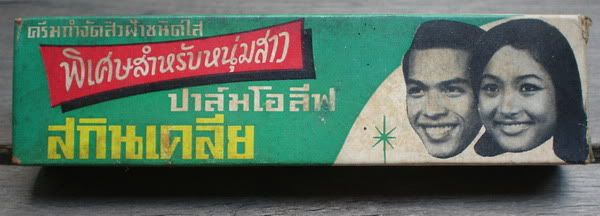 ครีมกำจัดสิวฝ้าชนิดใส
พิเศษสำหรับหนุ่มสาว
ปาล์มโอลีฟ
สกินเคลีย